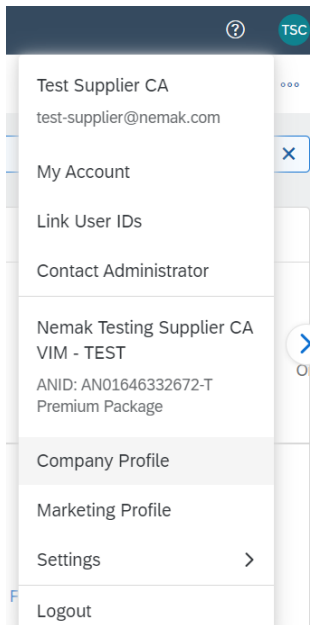 TSC
Test Supplier CA
test-supplier@nemak.com
My Account
Link User IDs
Contact Administrator
Nemak Testing Supplier CA
VIM - TEST
ANID: AN01646332672-T
Premium Package
Company Profile
Marketing Profile
Settings
Logout